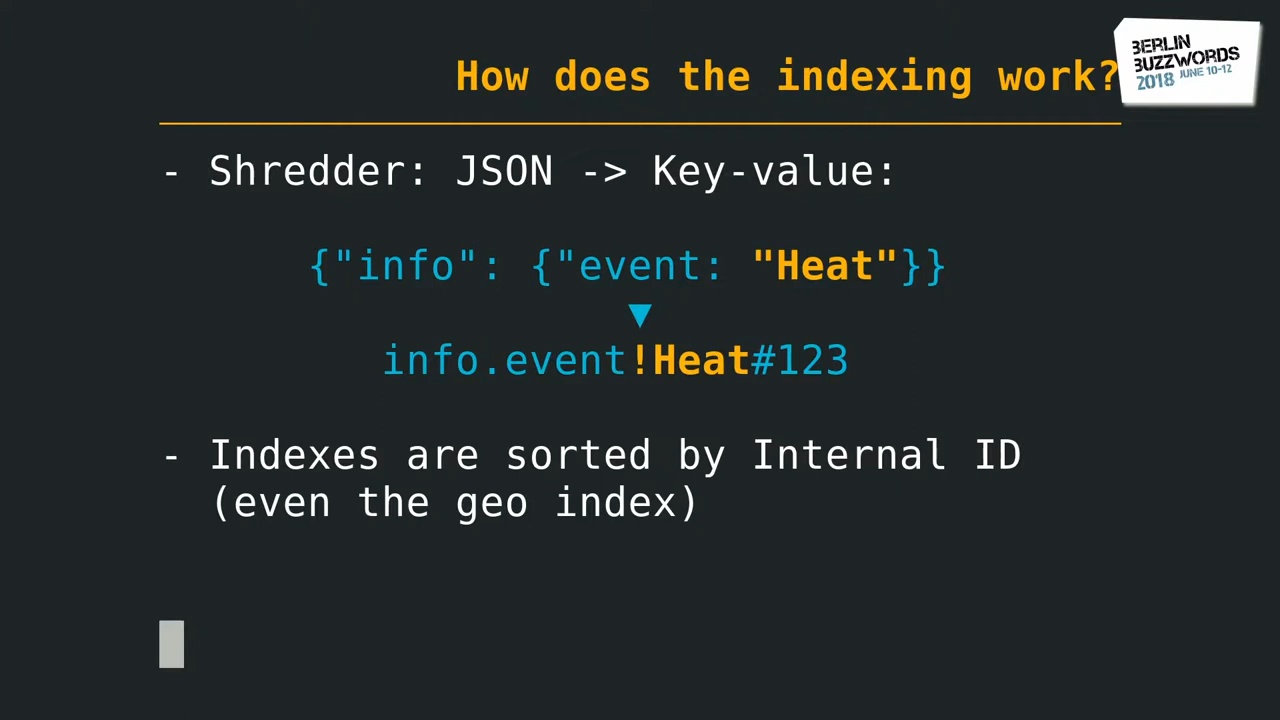 How does the indexing work?
BERLIN
BUZZWORDS
2018 JUNE 10-12
- Shredder: JSON -> Key-value:
{"info": {"event: "Heat"}}
▼
info.event!Heat#123
- Indexes are sorted by Internal ID
(even the geo index)